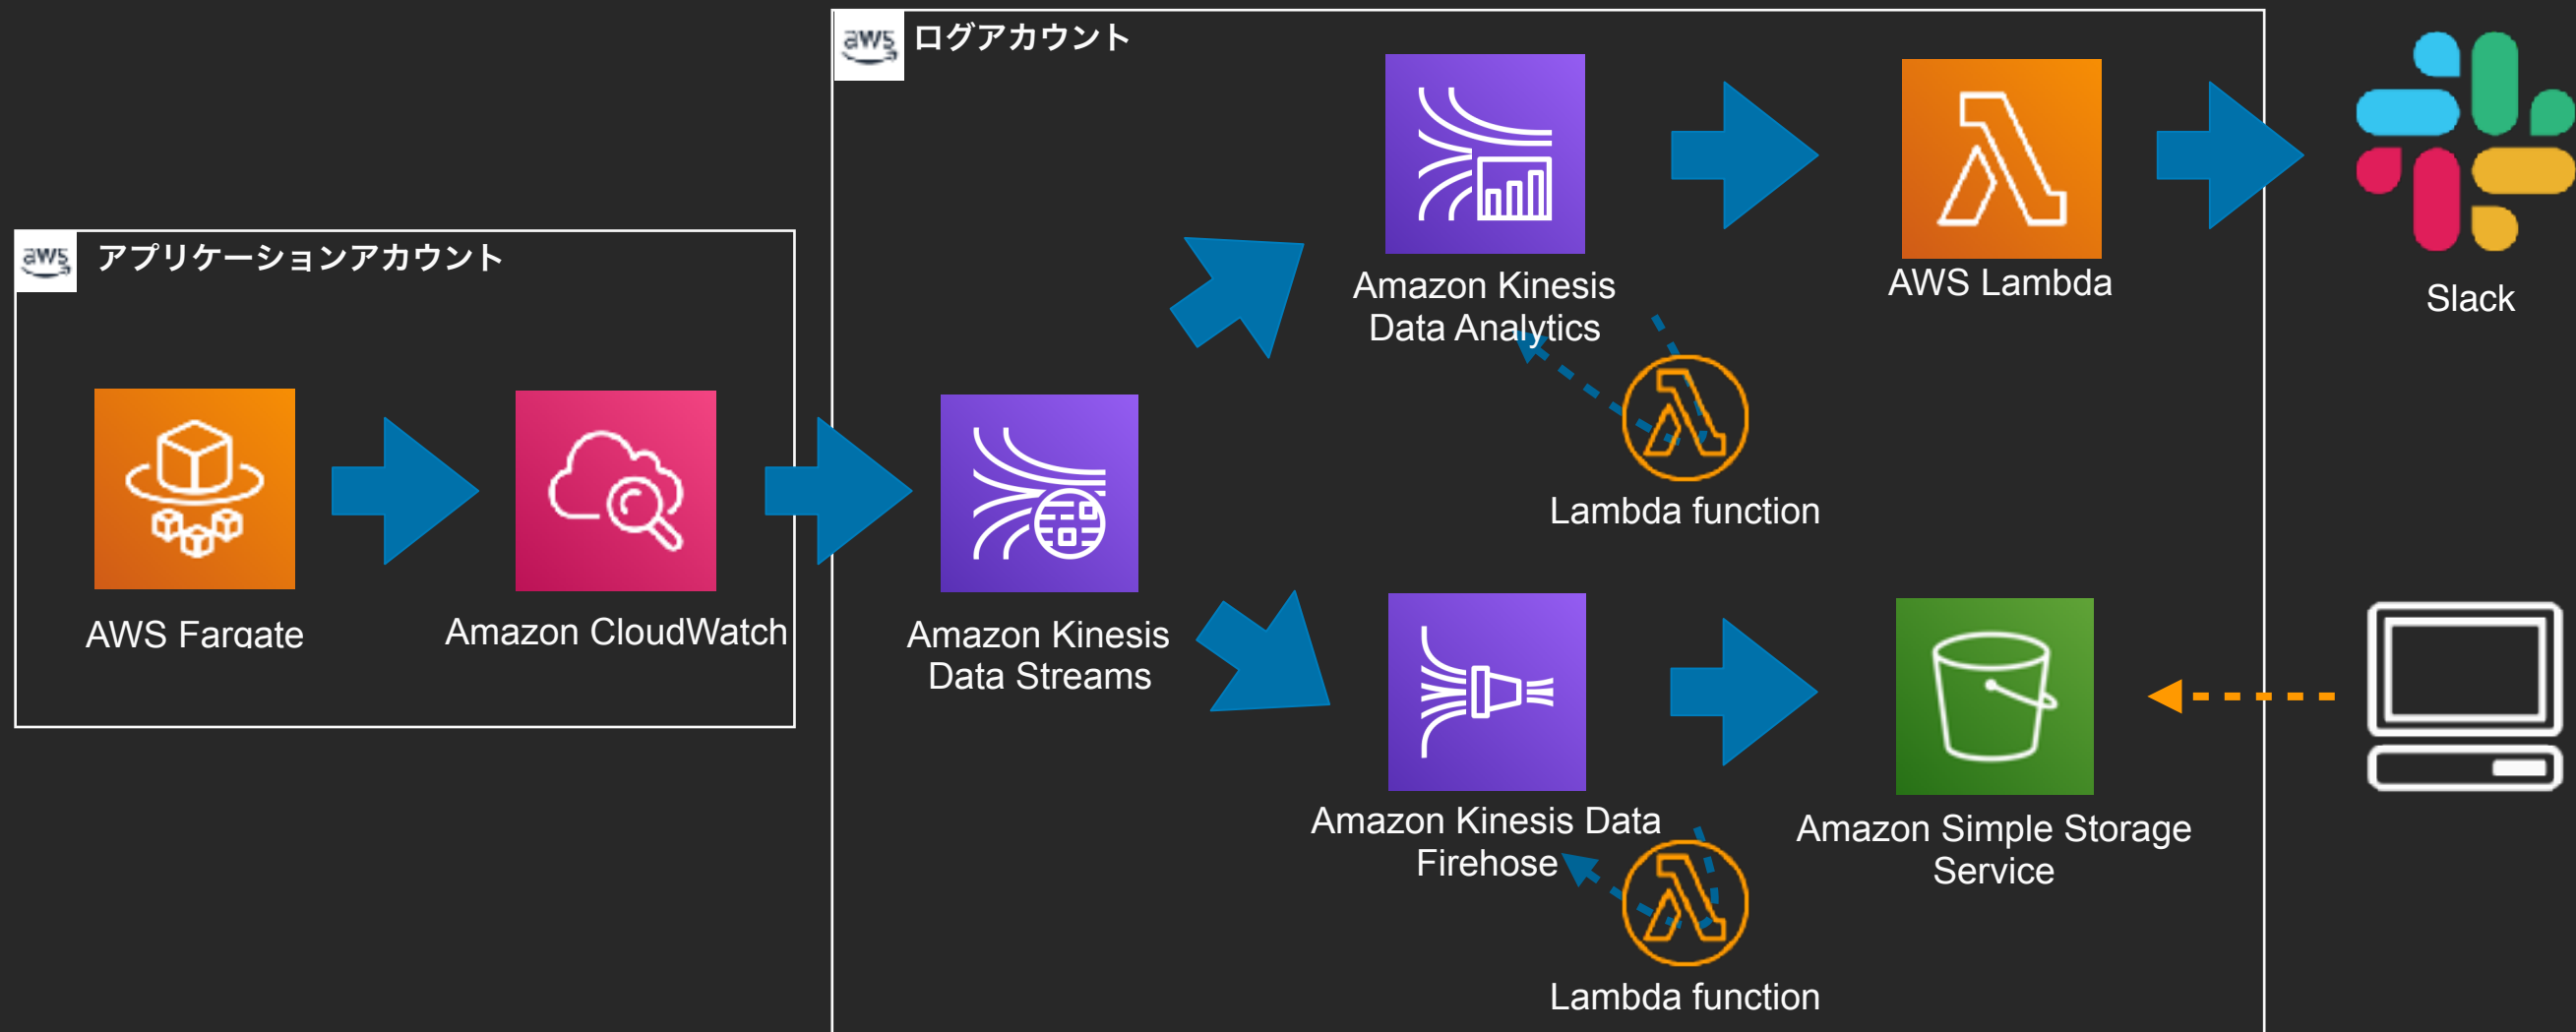 aws ログアカウント
Amazon Kinesis
Data Analytics
AWS Lambda
Slack
Lambda function
aws アプリケーションアカウント
AWS Fargate
Amazon CloudWatch
Amazon Kinesis
Data Streams
Amazon Kinesis Data
Firehose
Amazon Simple Storage
Service
Lambda function